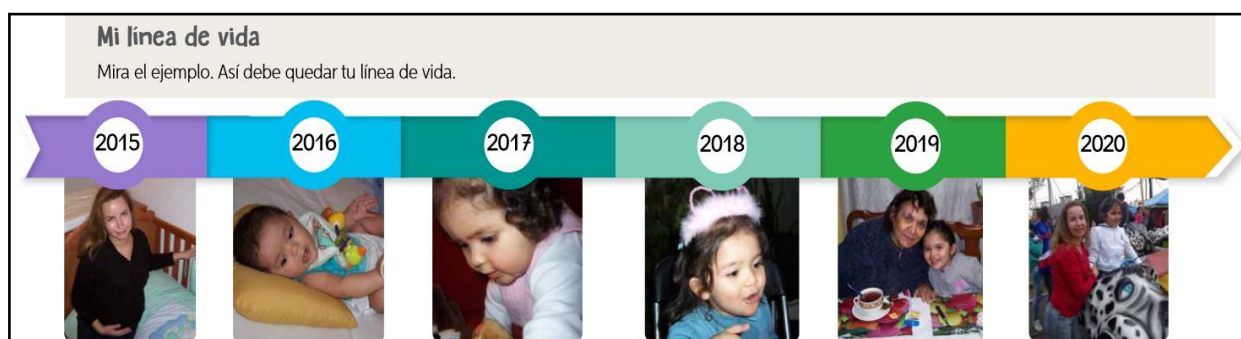 Mi línea de vida
Mira el ejemplo. Así debe quedar tu línea de vida.
2015 2016 2017 2018 2019 2020